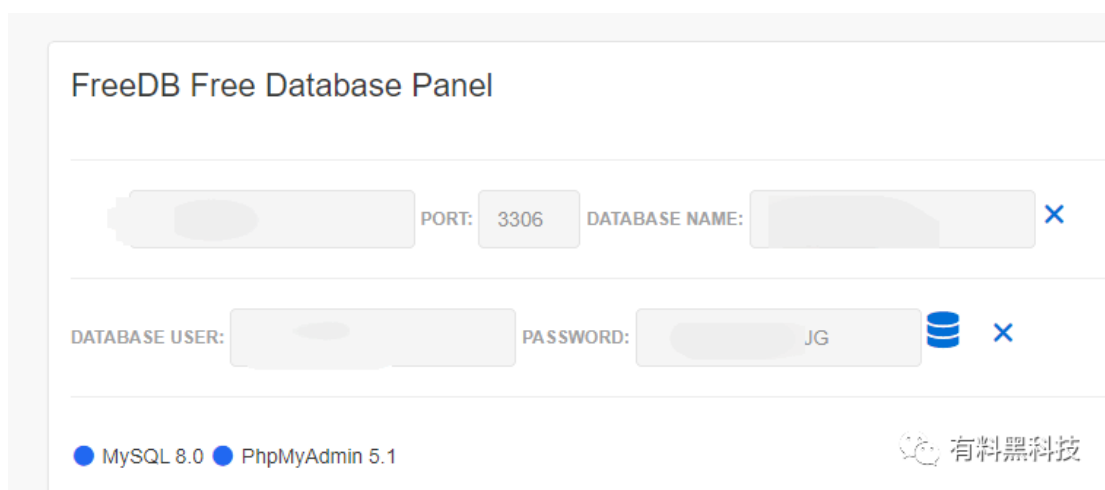 FreeDB Free Database Panel
PORT: 3306 DATABASE NAME:
DATABASE USER: PASSWORD: JG
MySQL 8.0 PhpMyAdmin 5.1
有料黑科技